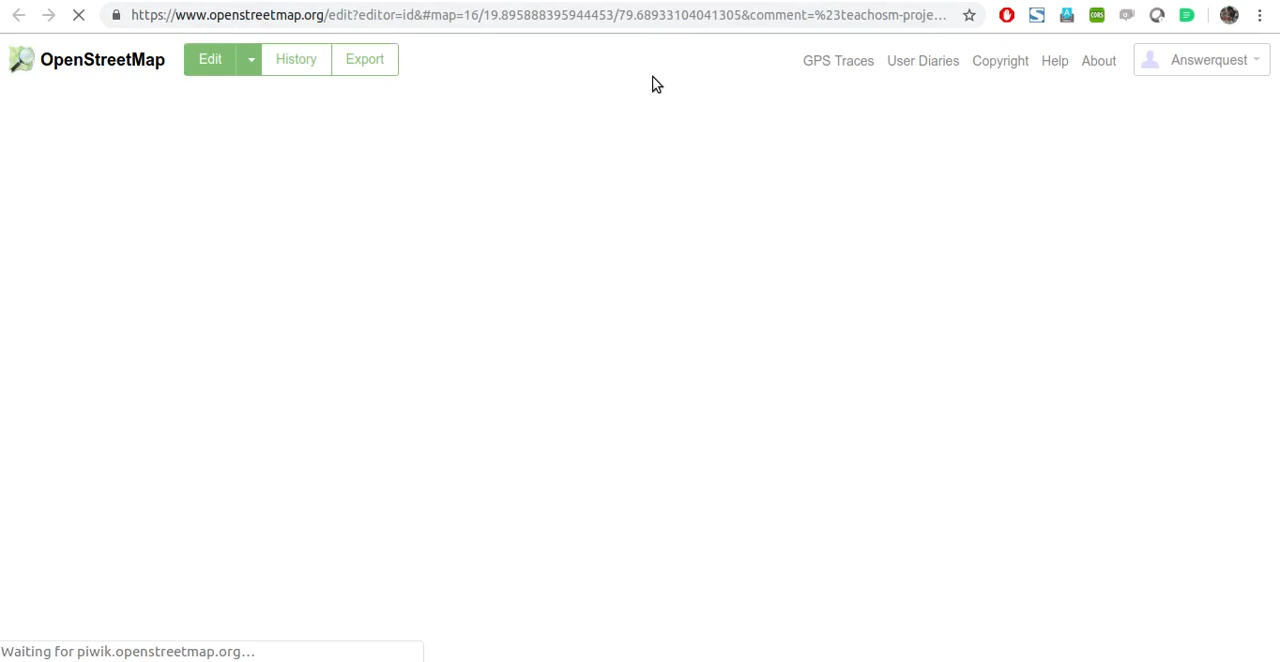 https://www.openstreetmap.org/edit?editor=id&#map=16/19.895888395944453/79.68933104041305&comment=%23teachosm-proje...
OpenStreetMap Edit History Export GPS Traces User Diaries Copyright Help About Answerquest
Waiting for piwik.openstreetmap.org...